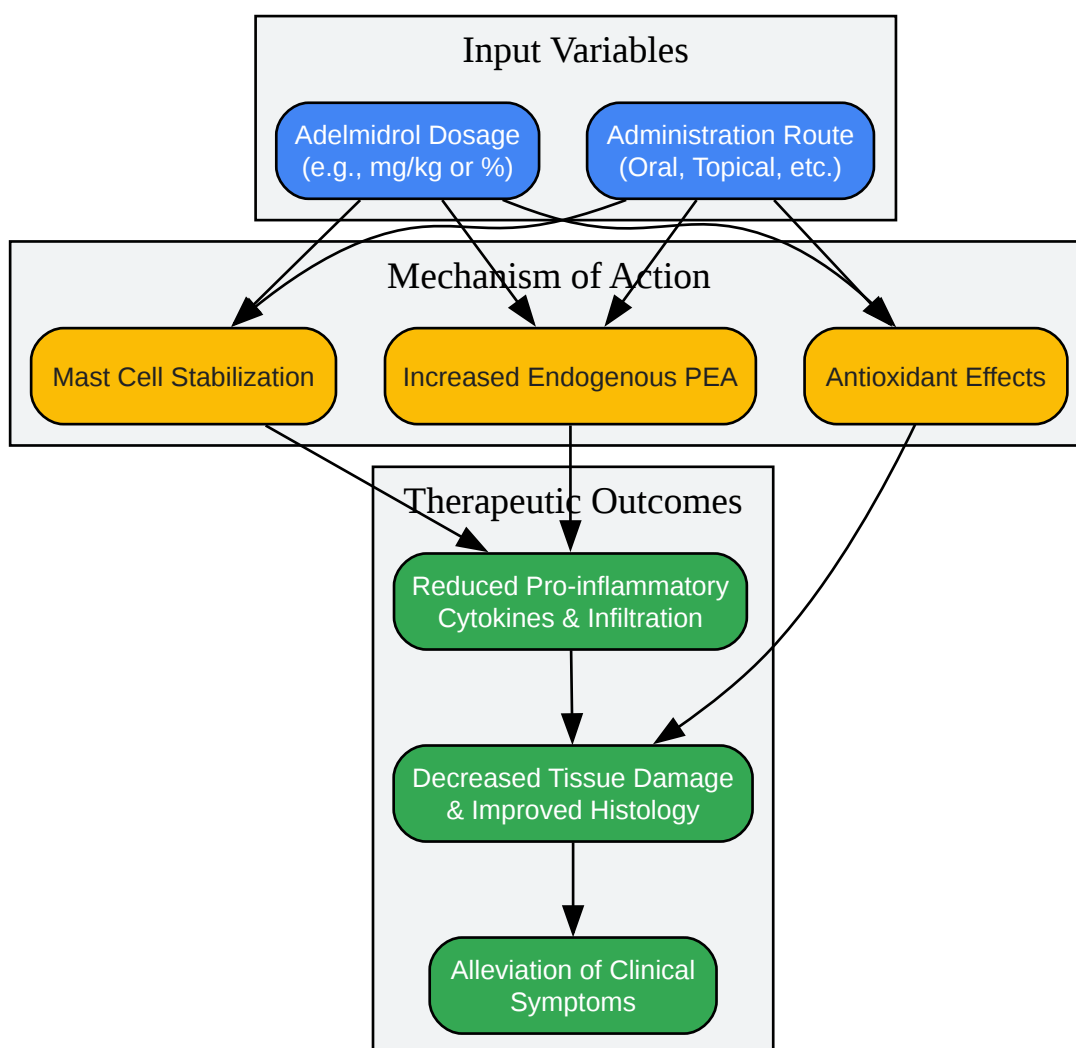 Input Variables
Adelmidrol Dosage
(e.g., mg/kg or %)
Administration Route
(Oral, Topical, etc.)
Mechanism of Action
Mast Cell Stabilization
Increased Endogenous PEA
Antioxidant Effects
Therapeutic Outcomes
Reduced Pro-inflammatory
Cytokines & Infiltration
Decreased Tissue Damage
& Improved Histology
Alleviation of Clinical
Symptoms